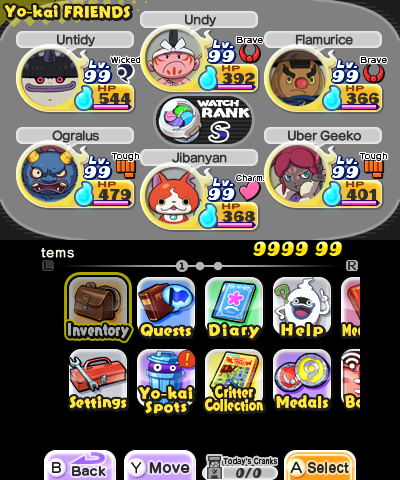 Yo-kai FRIENDS
Undy
Untidy
Flamurice
Lv.
99
HP
392
Brave
Lv.
99
HP
544
Wicked
Lv.
99
HP
366
Brave
WATCH
RANK
S
Ogralus
Jibanyan
Uber Geeko
Lv.
99
HP
479
Tough
Lv.
99
HP
368
Charm.
Lv.
99
HP
401
Tough
tems
9999 99
L
1
R
Inventory
Quests
Diary
Help
Me
Settings
Yo-kai
Spots
!
Critter
Collection
Medals
B
B Back
Y Move
Today's Cranks
0/0
A Select